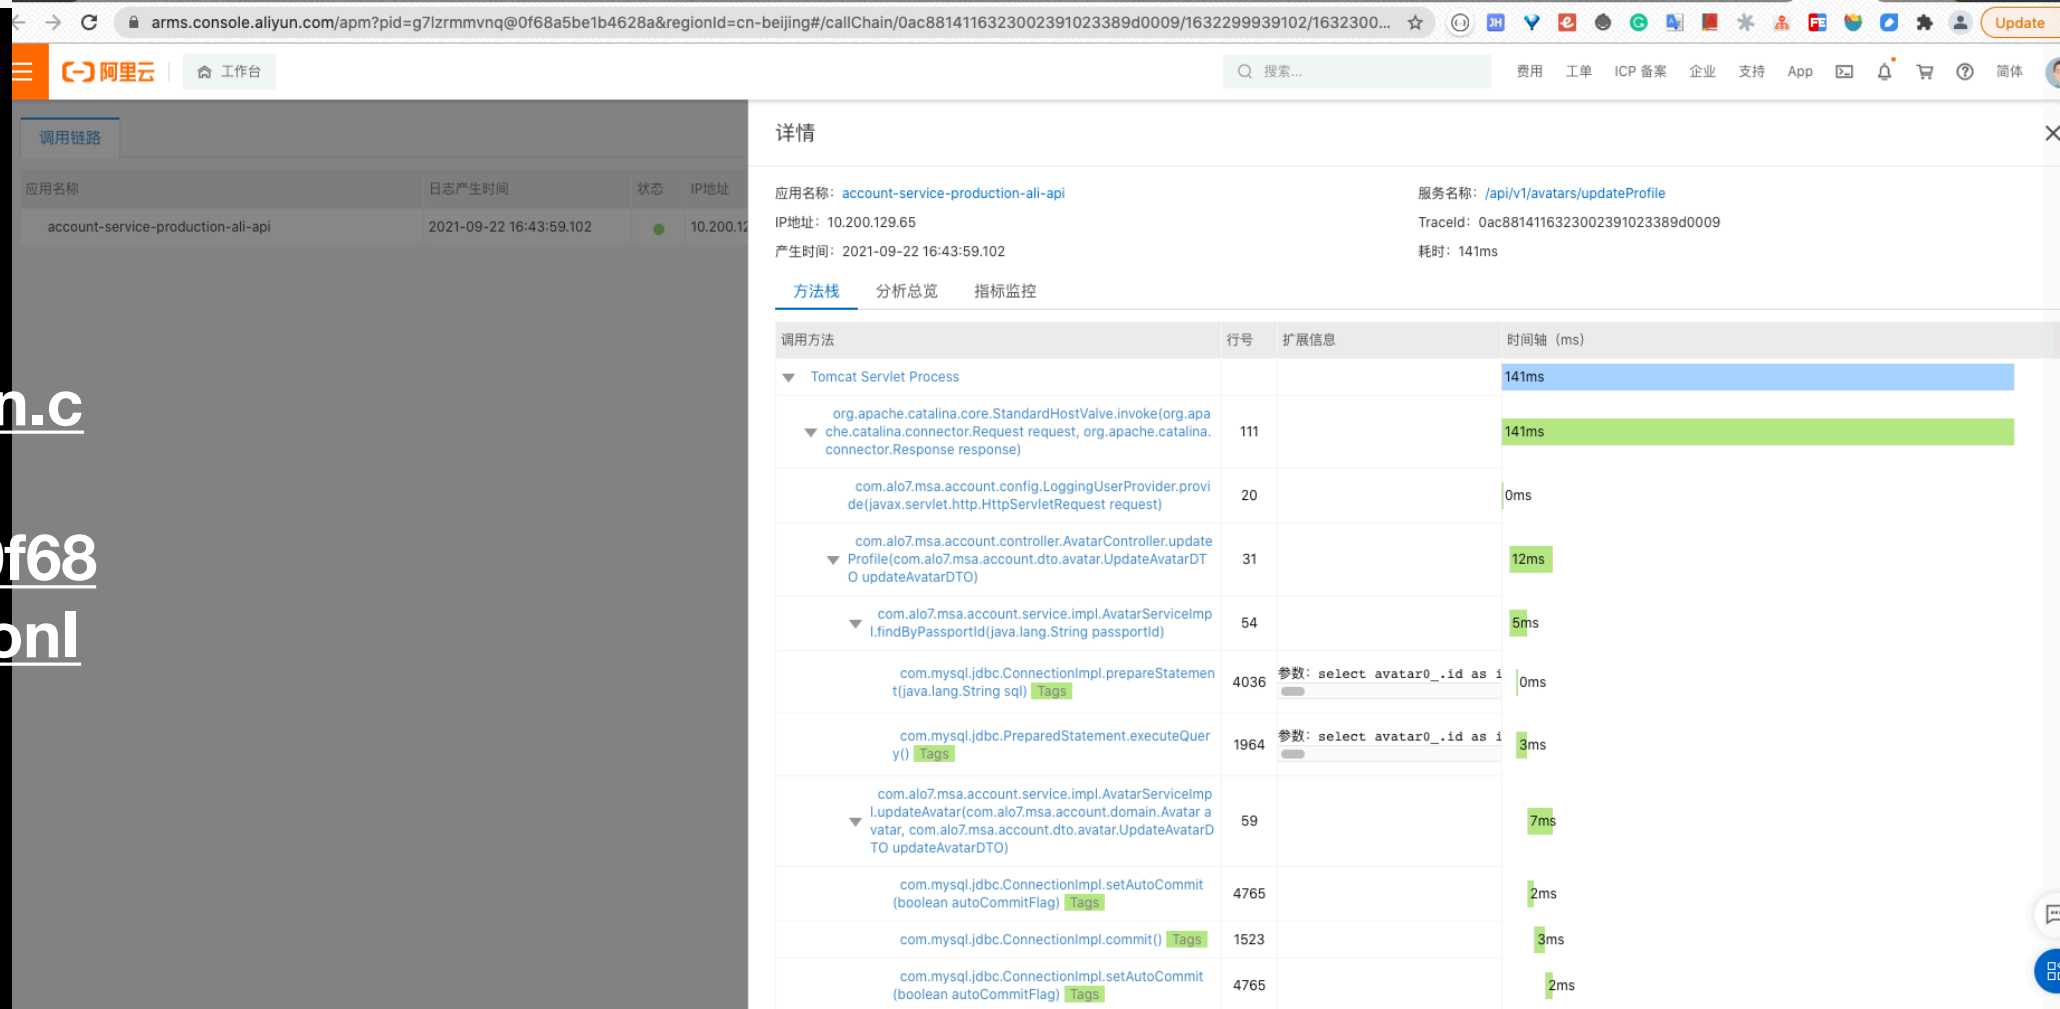 arms.console.aliyun.com/apm?pid=g7lzrmmvnq@0f68a5be1b4628a&regionId=cn-beijing#/callChain/0ac8814116323002391023389d0009/1632299939102/1632300...
Update
阿里云
工作台
搜索...
费用 工单 ICP 备案 企业 支持 App 简体
调用链路
应用名称 日志产生时间 状态 IP地址
account-service-production-ali-api 2021-09-22 16:43:59.102 10.200.12
n.c
0f68
onI
详情
应用名称：account-service-production-ali-api
服务名称：/api/v1/avatars/updateProfile
IP地址：10.200.129.65
TraceId：0ac8814116323002391023389d0009
产生时间：2021-09-22 16:43:59.102
耗时：141ms
方法栈 分析总览 指标监控
调用方法 行号 扩展信息 时间轴（ms）
Tomcat Servlet Process 141ms
org.apache.catalina.core.StandardHostValve.invoke(org.apa
che.catalina.connector.Request request, org.apache.catalina. 111 141ms
connector.Response response)
com.alo7.msa.account.config.LoggingUserProvider.provi
de(javax.servlet.http.HttpServletRequest request) 20 0ms
com.alo7.msa.account.controller.AvatarController.update
Profile(com.alo7.msa.account.dto.avatar.UpdateAvatarDT 31 12ms
O updateAvatarDTO)
com.alo7.msa.account.service.impl.AvatarServiceImp
l.findByPassportId(java.lang.String passportId) 54 5ms
com.mysql.jdbc.ConnectionImpl.prepareStatemen
t(java.lang.String sql) Tags 4036 参数：select avatar0_.id as i 0ms
com.mysql.jdbc.PreparedStatement.executeQuer
y() Tags 1964 参数：select avatar0_.id as i 3ms
com.alo7.msa.account.service.impl.AvatarServiceImp
l.updateAvatar(com.alo7.msa.account.domain.Avatar a
vatar, com.alo7.msa.account.dto.avatar.UpdateAvatarD 59 7ms
TO updateAvatarDTO)
com.mysql.jdbc.ConnectionImpl.setAutoCommit
(boolean autoCommitFlag) Tags 4765 2ms
com.mysql.jdbc.ConnectionImpl.commit() Tags 1523 3ms
com.mysql.jdbc.ConnectionImpl.setAutoCommit
(boolean autoCommitFlag) Tags 4765 2ms